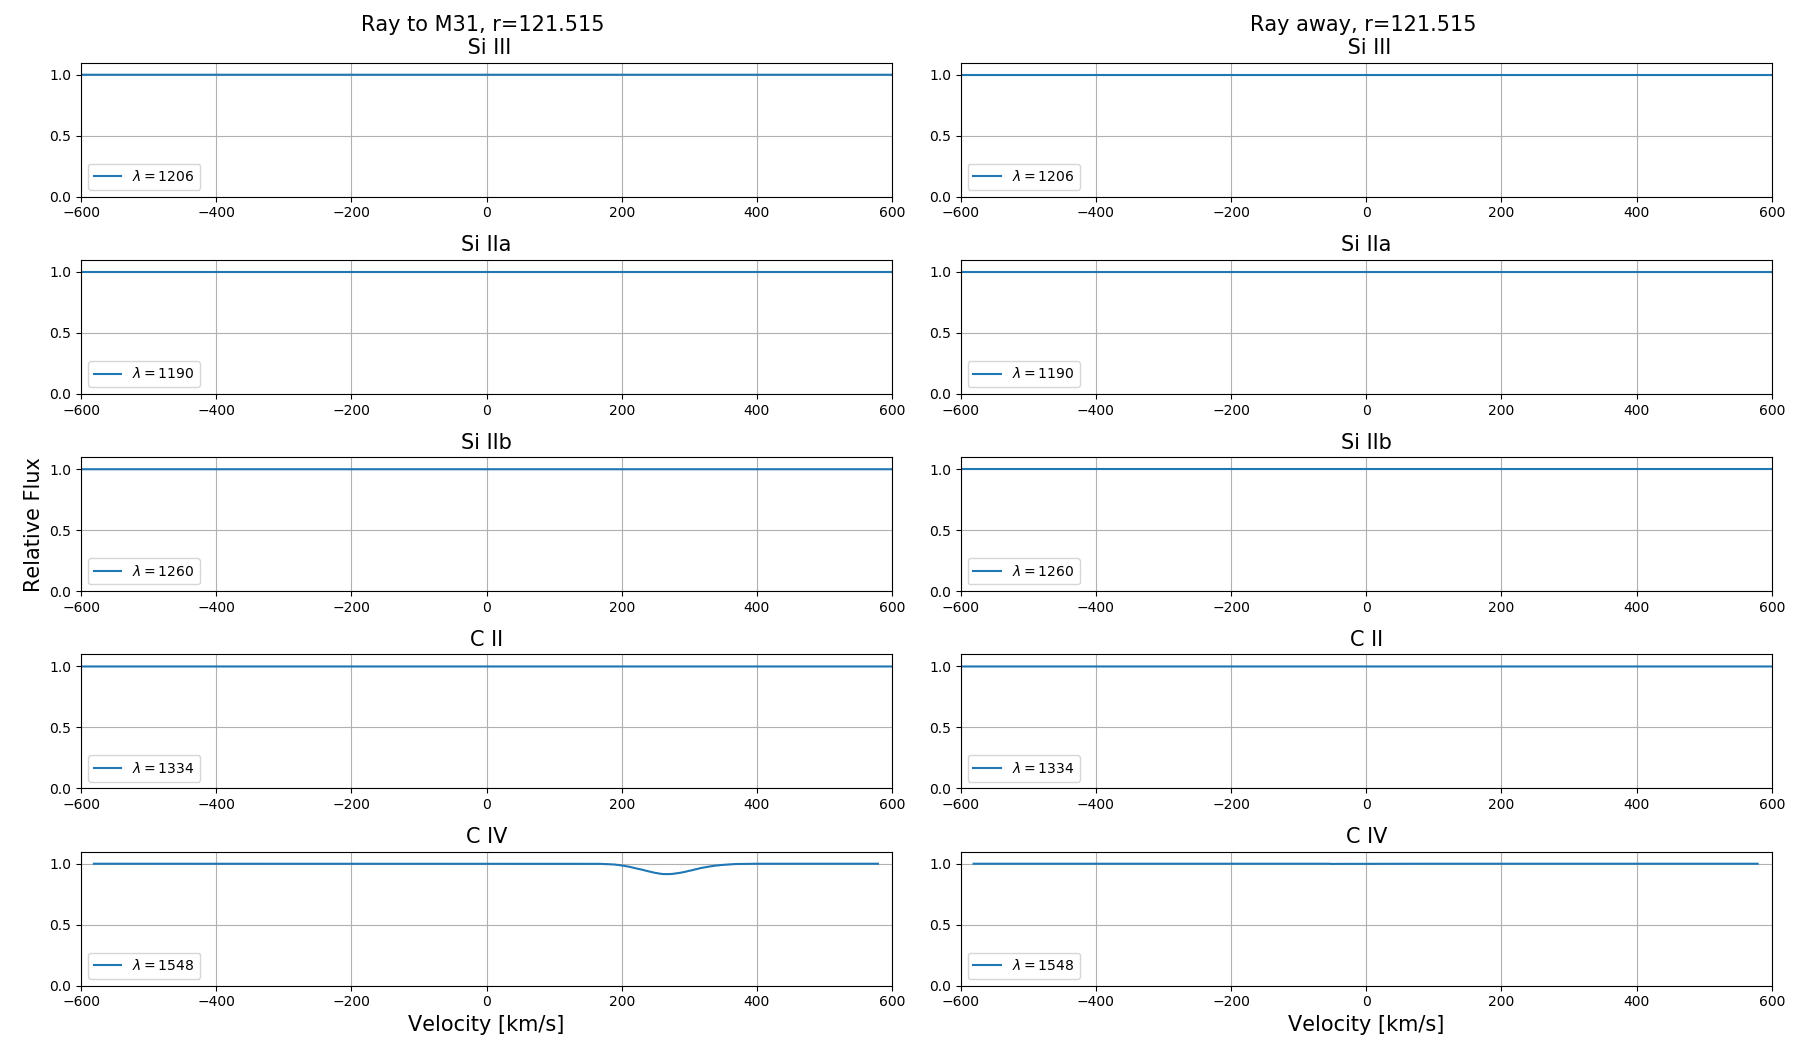 Ray to M31, r=121.515
Si III
1.0
0.5
0.0
λ = 1206
−600 −400 −200 0 200 400 600
Si IIa
1.0
0.5
0.0
λ = 1190
−600 −400 −200 0 200 400 600
Si IIb
1.0
0.5
0.0
λ = 1260
−600 −400 −200 0 200 400 600
Relative Flux
C II
1.0
0.5
0.0
λ = 1334
−600 −400 −200 0 200 400 600
C IV
1.0
0.5
0.0
λ = 1548
−600 −400 −200 0 200 400 600
Velocity [km/s]
Ray away, r=121.515
Si III
1.0
0.5
0.0
λ = 1206
−600 −400 −200 0 200 400 600
Si IIa
1.0
0.5
0.0
λ = 1190
−600 −400 −200 0 200 400 600
Si IIb
1.0
0.5
0.0
λ = 1260
−600 −400 −200 0 200 400 600
C II
1.0
0.5
0.0
λ = 1334
−600 −400 −200 0 200 400 600
C IV
1.0
0.5
0.0
λ = 1548
−600 −400 −200 0 200 400 600
Velocity [km/s]